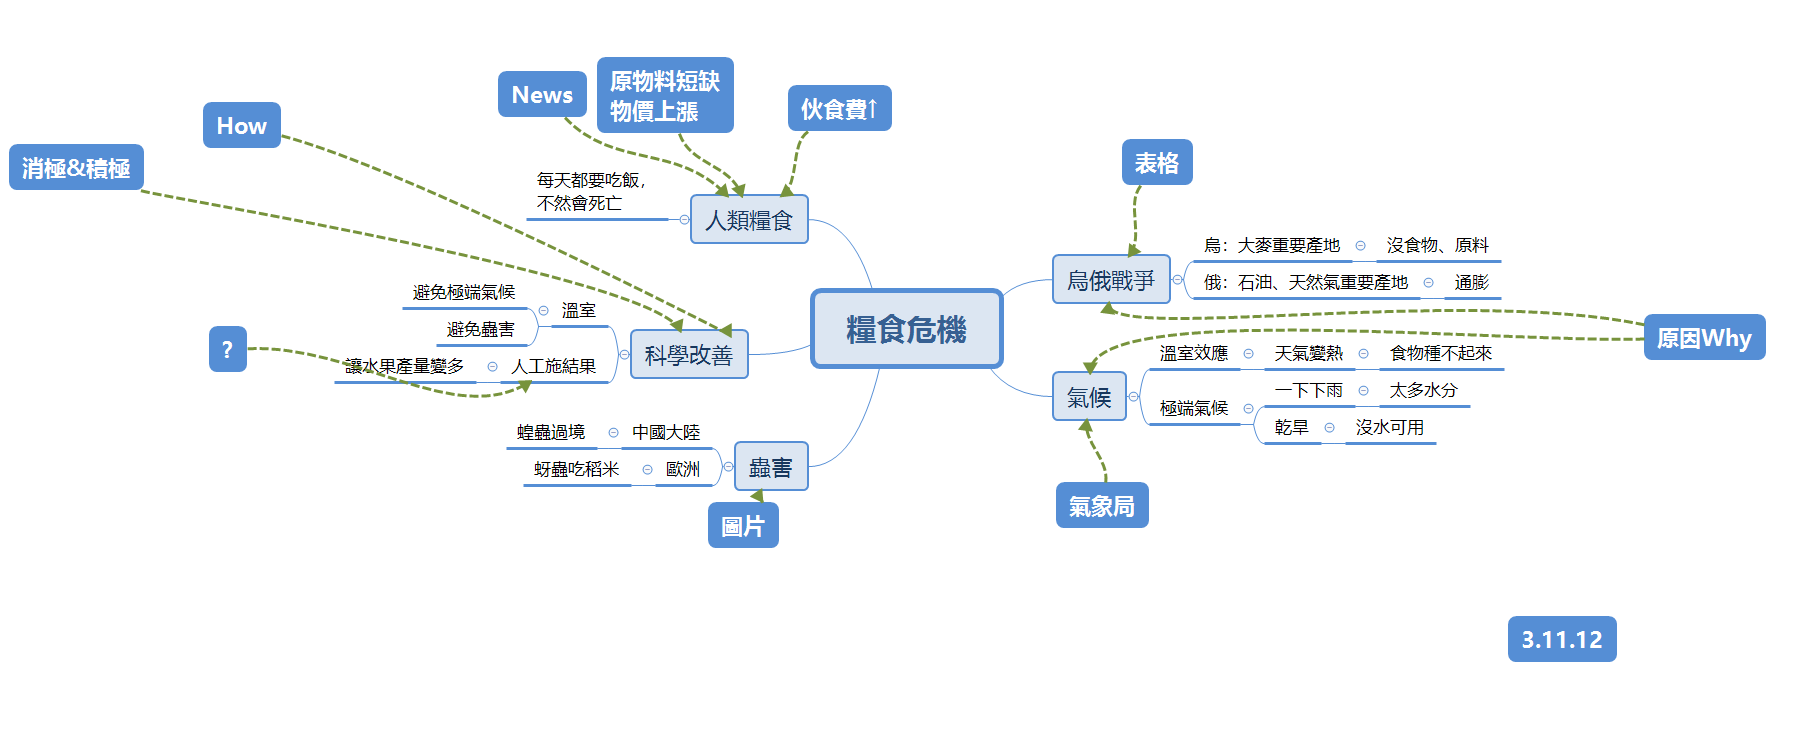 News
原物料短缺
物價上漲
伙食費↑
How
消極&積極
表格
每天都要吃飯，
不然會死亡
人類糧食
烏：大麥重要產地
沒食物、原料
烏俄戰爭
俄：石油、天然氣重要產地
通膨
避免極端氣候
溫室
避免蟲害
糧食危機
原因Why
?
讓水果產量變多
人工施結果
科學改善
溫室效應
天氣變熱
食物種不起來
氣候
極端氣候
一下下雨
太多水分
乾旱
沒水可用
蝗蟲過境
中國大陸
蚜蟲吃稻米
歐洲
蟲害
圖片
氣象局
3.11.12